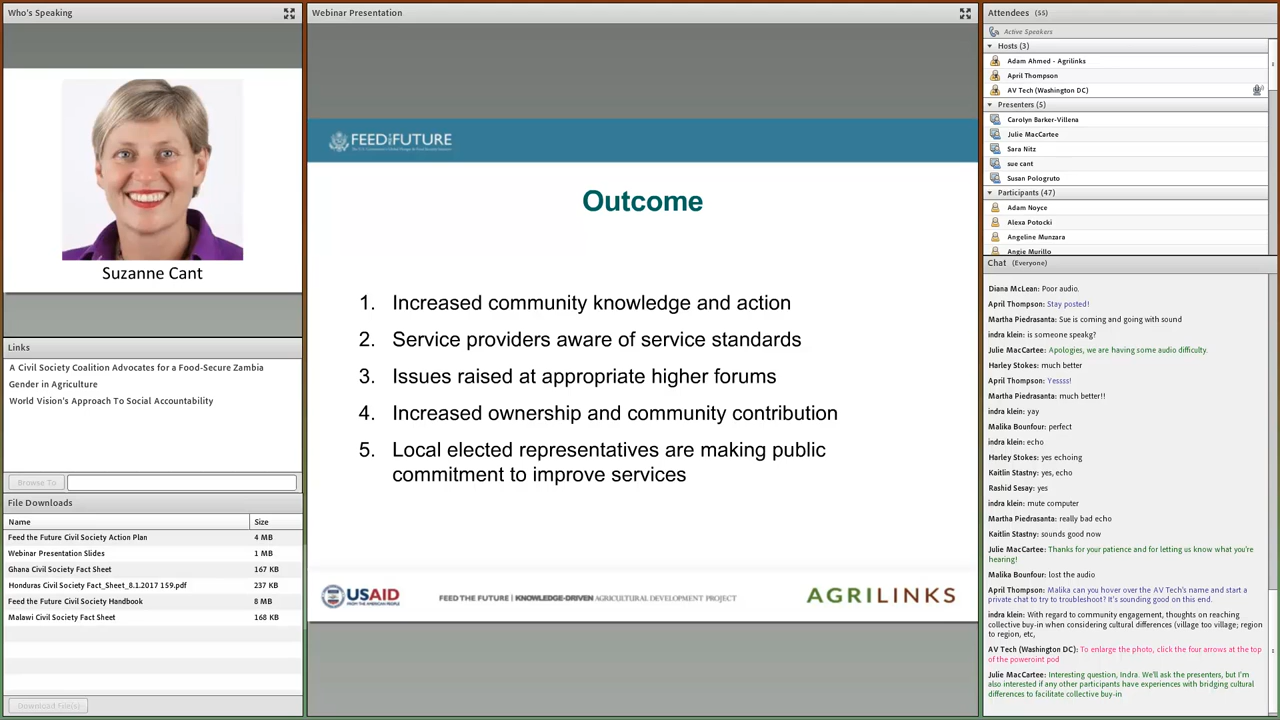 Who's Speaking
Suzanne Cant
Links
A Civil Society Coalition Advocates for a Food-Secure Zambia
Gender in Agriculture
World Vision's Approach To Social Accountability
Browse To
File Downloads
Name Size
Feed the Future Civil Society Action Plan 4 MB
Webinar Presentation Slides 1 MB
Ghana Civil Society Fact Sheet 167 KB
Honduras Civil Society Fact_Sheet_8.1.2017 159.pdf 237 KB
Feed the Future Civil Society Handbook 8 MB
Malawi Civil Society Fact Sheet 168 KB
Download File(s)
Webinar Presentation
FEED THE FUTURE
Outcome
1. Increased community knowledge and action
2. Service providers aware of service standards
3. Issues raised at appropriate higher forums
4. Increased ownership and community contribution
5. Local elected representatives are making public
commitment to improve services
USAID
FROM THE AMERICAN PEOPLE
FEED THE FUTURE | KNOWLEDGE-DRIVEN AGRICULTURAL DEVELOPMENT PROJECT
AGRILINKS
Attendees (55)
Active Speakers
Hosts (3)
Adam Ahmed - Agrilinks
April Thompson
AV Tech (Washington DC)
Presenters (5)
Carolyn Barker-Villena
Julie MacCartee
Sara Nitz
sue cant
Susan Pologruto
Participants (47)
Adam Noyce
Alexa Potocki
Angeline Munzara
Angie Murillo
Chat (Everyone)
Diana McLean: Poor audio.
April Thompson: Stay posted!
Martha Piedrasanta: Sue is coming and going with sound
indra klein: is someone speakg?
Julie MacCartee: Apologies, we are having some audio difficulty.
Harley Stokes: much better
April Thompson: Yessss!
Martha Piedrasanta: much better!!
indra klein: yay
Malika Bounfour: perfect
indra klein: echo
Harley Stokes: yes echoing
Kaitlin Stastny: yes, echo
Rashid Sesay: yes
indra klein: mute computer
Martha Piedrasanta: really bad echo
Kaitlin Stastny: sounds good now
Julie MacCartee: Thanks for your patience and for letting us know what you're
hearing!
Malika Bounfour: lost the audio
April Thompson: Malika can you hover over the AV Tech's name and start a
private chat to try to troubleshoot? It's sounding good on this end.
indra klein: With regard to community engagement, thoughts on reaching
collective buy-in when considering cultural differences (village too village; region
to region, etc,
AV Tech (Washington DC): To enlarge the photo, click the four arrows at the top
of the poweroint pod
Julie MacCartee: Interesting question, Indra. We'll ask the presenters, but I'm
also interested if any other participants have experiences with bridging cultural
differences to facilitate collective buy-in